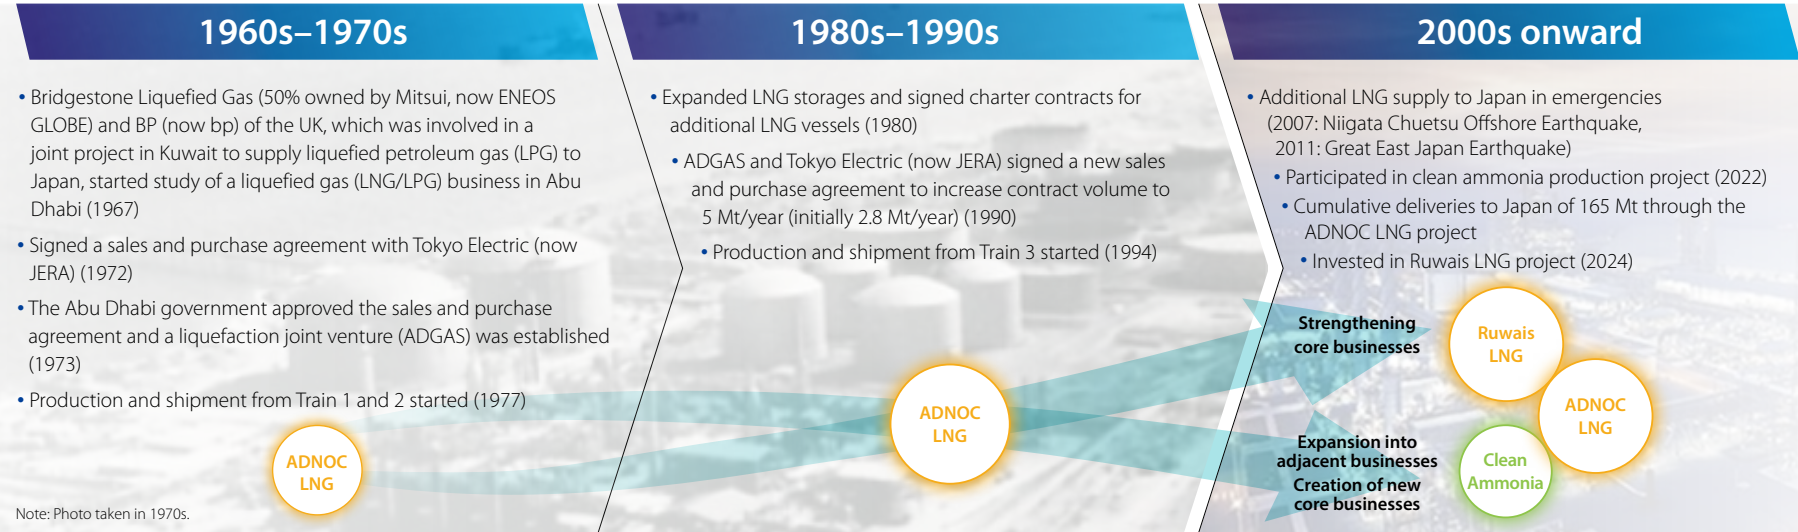 1960s–1970s
• Bridgestone Liquefied Gas (50% owned by Mitsui, now ENEOS
GLOBE) and BP (now bp) of the UK, which was involved in a
joint project in Kuwait to supply liquefied petroleum gas (LPG) to
Japan, started study of a liquefied gas (LNG/LPG) business in Abu
Dhabi (1967)
• Signed a sales and purchase agreement with Tokyo Electric (now
JERA) (1972)
• The Abu Dhabi government approved the sales and purchase
agreement and a liquefaction joint venture (ADGAS) was established
(1973)
• Production and shipment from Train 1 and 2 started (1977)
ADNOC
LNG
Note: Photo taken in 1970s.
1980s–1990s
• Expanded LNG storages and signed charter contracts for
additional LNG vessels (1980)
• ADGAS and Tokyo Electric (now JERA) signed a new sales
and purchase agreement to increase contract volume to
5 Mt/year (initially 2.8 Mt/year) (1990)
• Production and shipment from Train 3 started (1994)
ADNOC
LNG
2000s onward
• Additional LNG supply to Japan in emergencies
(2007: Niigata Chuetsu Offshore Earthquake,
2011: Great East Japan Earthquake)
• Participated in clean ammonia production project (2022)
• Cumulative deliveries to Japan of 165 Mt through the
ADNOC LNG project
• Invested in Ruwais LNG project (2024)
Strengthening
core businesses
Ruwais
LNG
ADNOC
LNG
Expansion into
adjacent businesses
Creation of new
core businesses
Clean
Ammonia